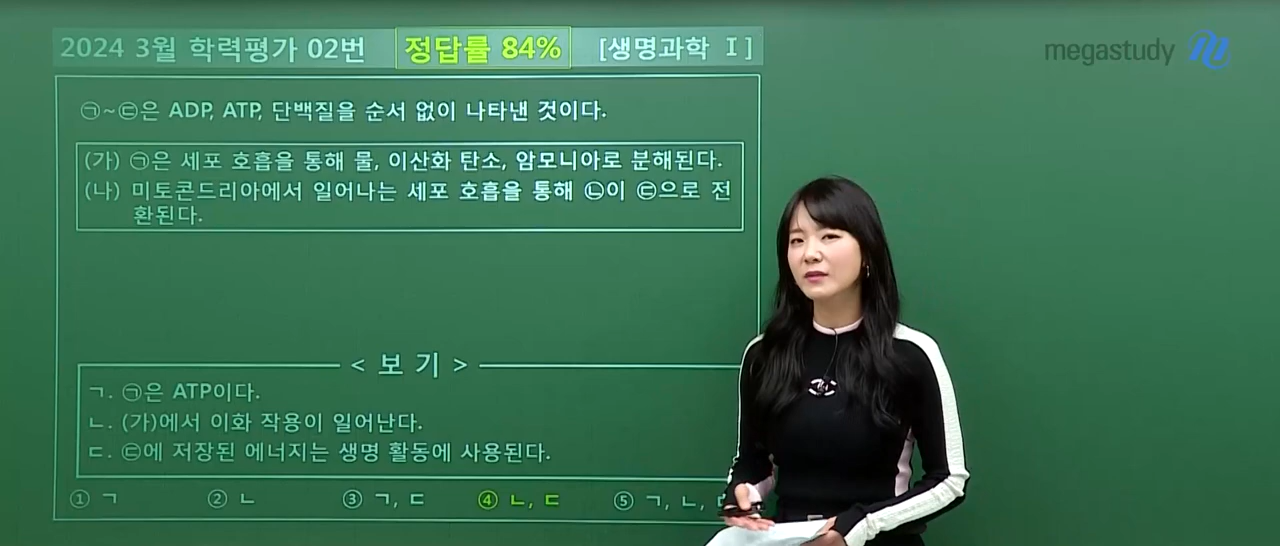 2024 3월 학력평가 02번 정답률 84% [생명과학 Ⅰ]
megastudy
㉠~㉢은 ADP, ATP, 단백질을 순서 없이 나타낸 것이다.
(가) ㉠은 세포 호흡을 통해 물, 이산화 탄소, 암모니아로 분해된다.
(나) 미토콘드리아에서 일어나는 세포 호흡을 통해 ㉡이 ㉢으로 전
환된다.
< 보 기 >
ㄱ. ㉠은 ATP이다.
ㄴ. (가)에서 이화 작용이 일어난다.
ㄷ. ㉢에 저장된 에너지는 생명 활동에 사용된다.
① ㄱ ② ㄴ ③ ㄱ, ㄷ ④ ㄴ, ㄷ ⑤ ㄱ, ㄴ,